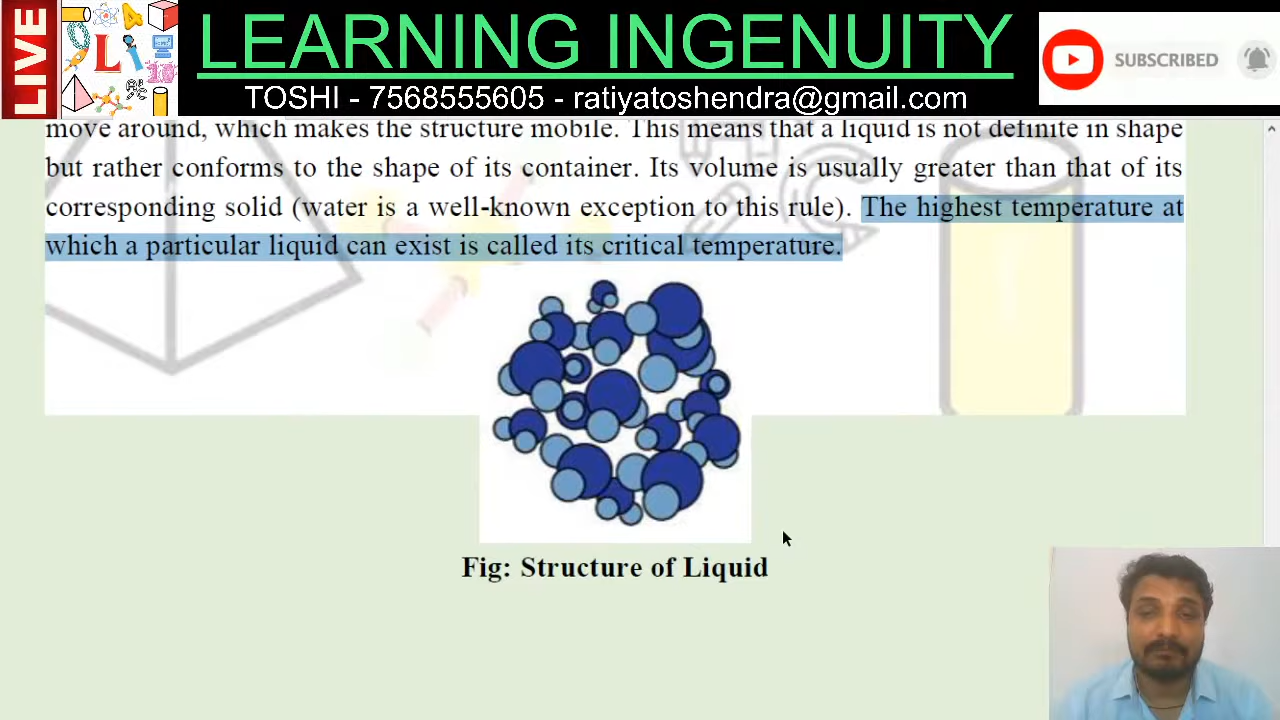 LIVE
L
LEARNING INGENUITY
TOSHI - 7568555605 - ratiyatoshendra@gmail.com
SUBSCRIBED
move around, which makes the structure mobile. This means that a liquid is not definite in shape
but rather conforms to the shape of its container. Its volume is usually greater than that of its
corresponding solid (water is a well-known exception to this rule). The highest temperature at
which a particular liquid can exist is called its critical temperature.
Fig: Structure of Liquid